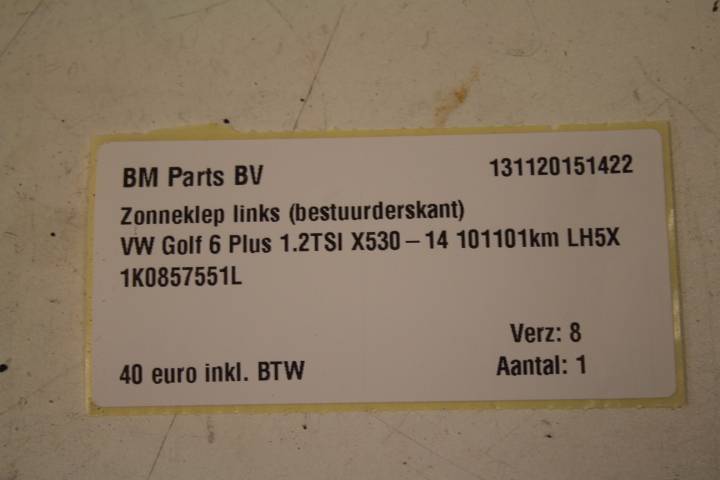 BM Parts BV 131120151422
Zonneklep links (bestuurderskant)
VW Golf 6 Plus 1.2TSI X530 – 14 101101km LH5X
1K0857551L
Verz: 8
40 euro inkl. BTW Aantal: 1